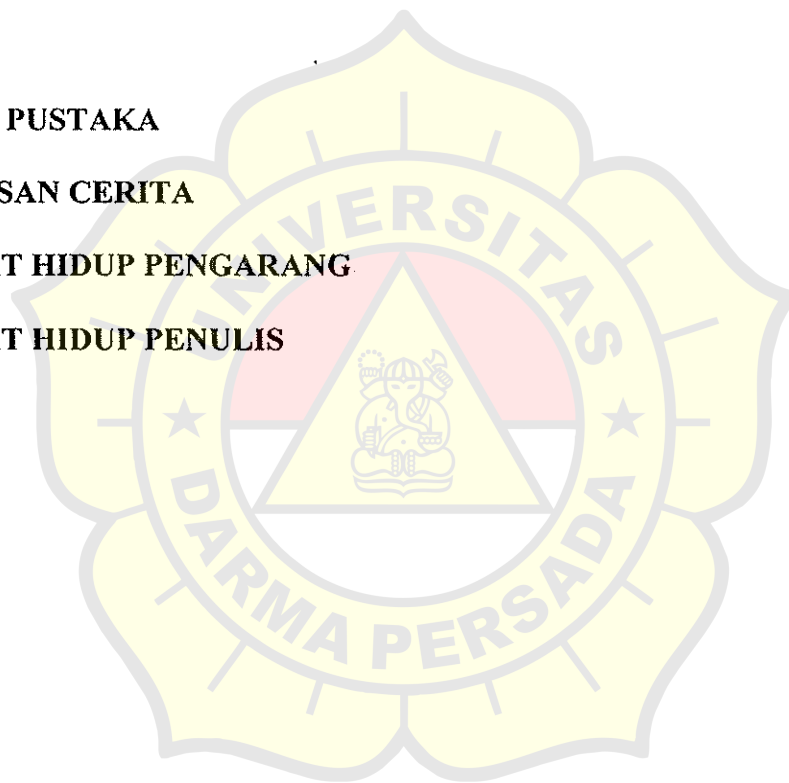 PUSTAKA
SAN CERITA
T HIDUP PENGARANG
T HIDUP PENULIS
UNIVERSITAS
DARMA PERSADA